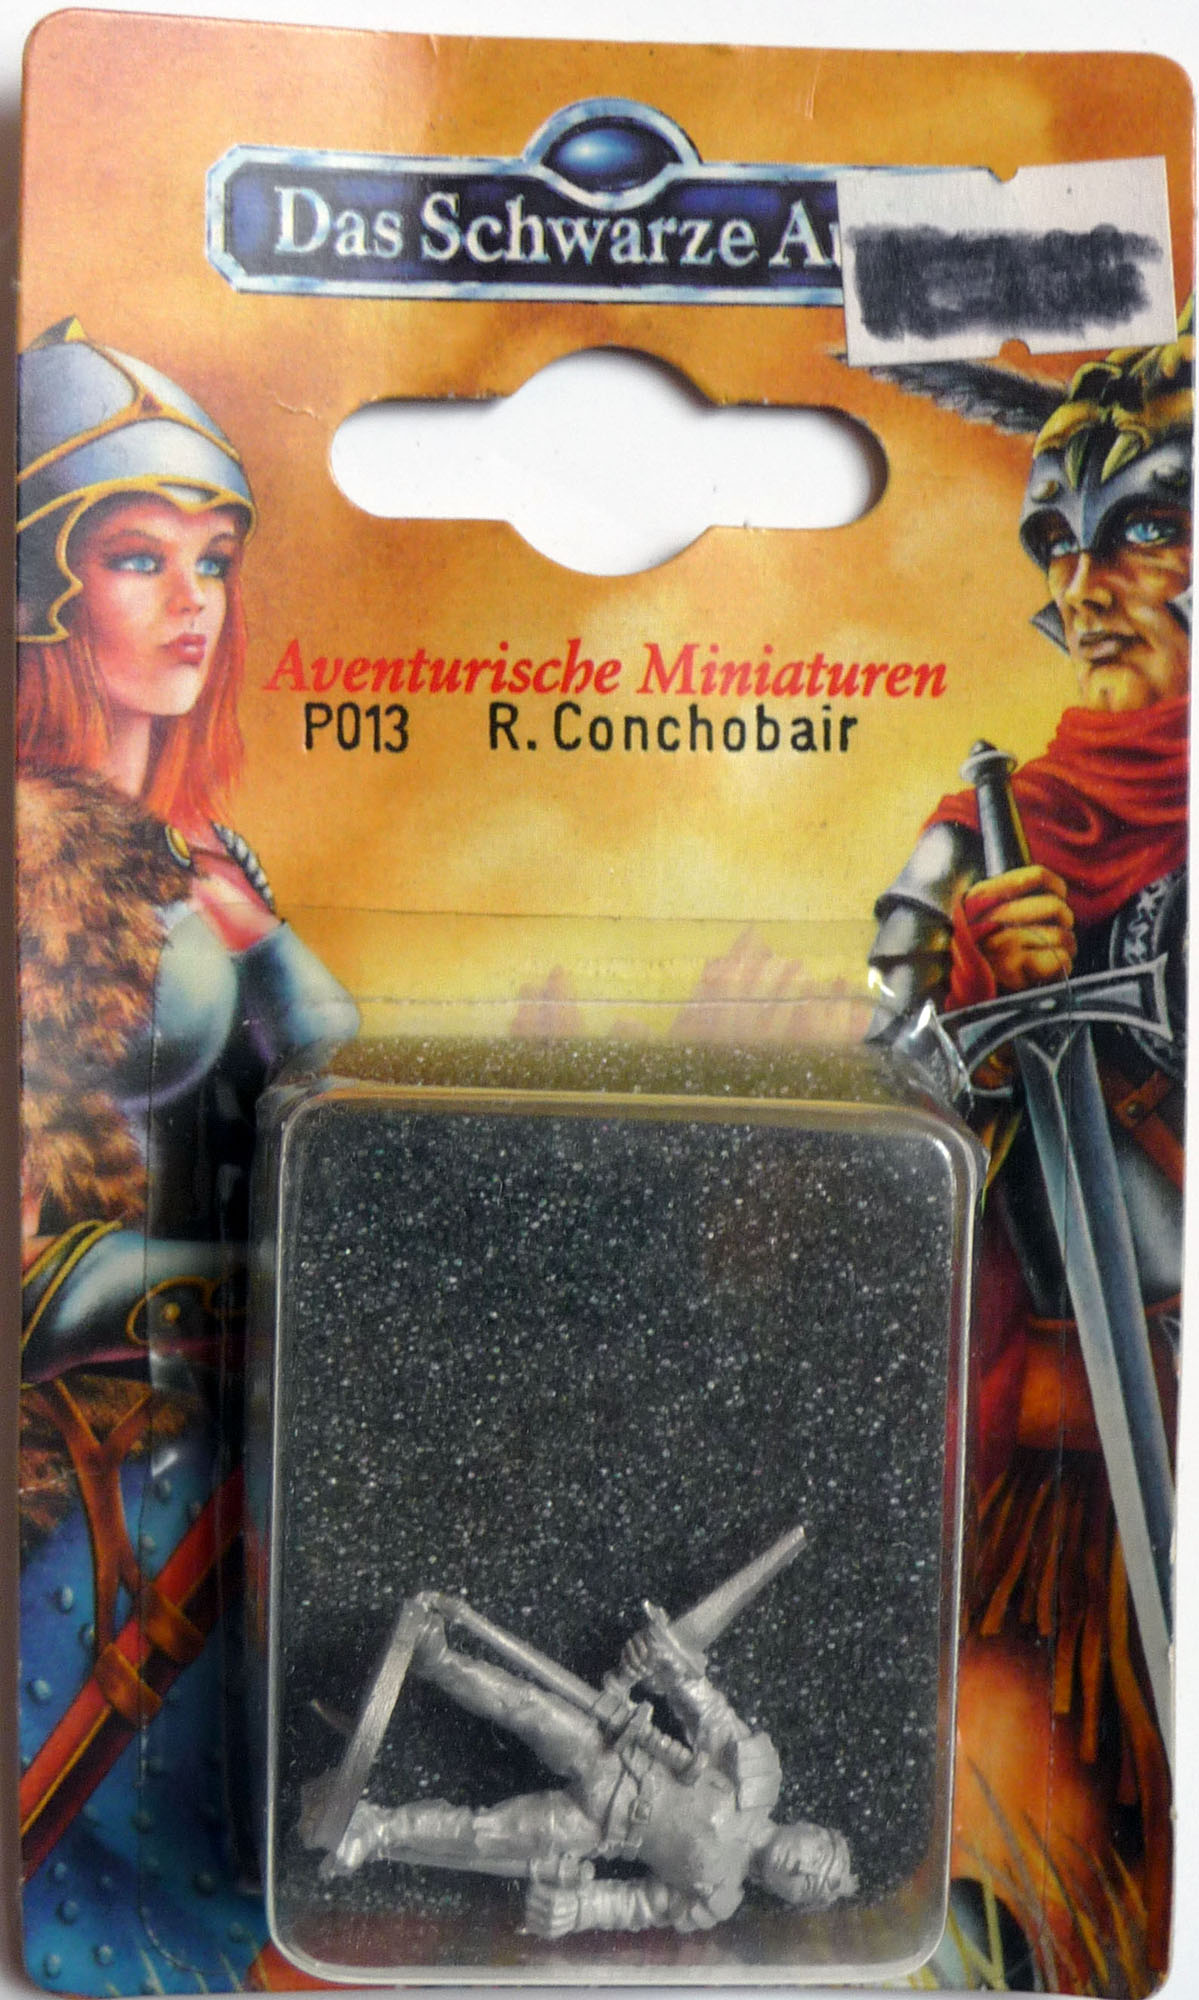 Das Schwarze Au
Aventurische Miniaturen
P013 R. Conchobair